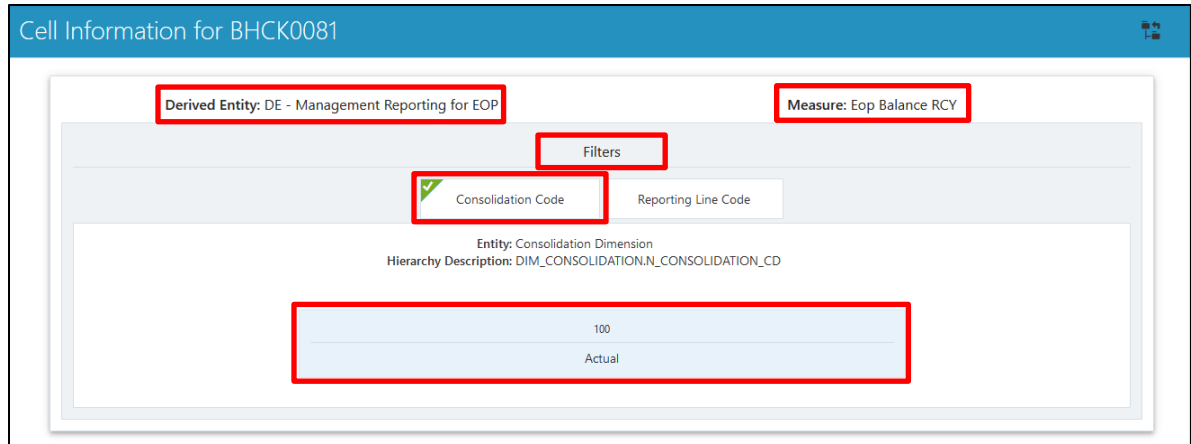 Cell Information for BHCK0081
Derived Entity: DE - Management Reporting for EOP
Measure: Eop Balance RCY
Filters
Consolidation Code
Reporting Line Code
Entity: Consolidation Dimension
Hierarchy Description: DIM_CONSOLIDATION.N_CONSOLIDATION_CD
100
Actual